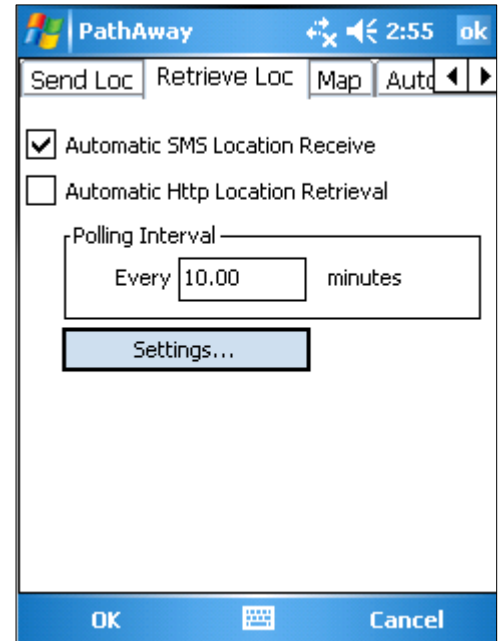 PathAway 2:55 ok
Send Loc Retrieve Loc Map
Automatic SMS Location Receive
Automatic Http Location Retrieval
Polling Interval
Every 10.00 minutes
Settings...
OK Cancel